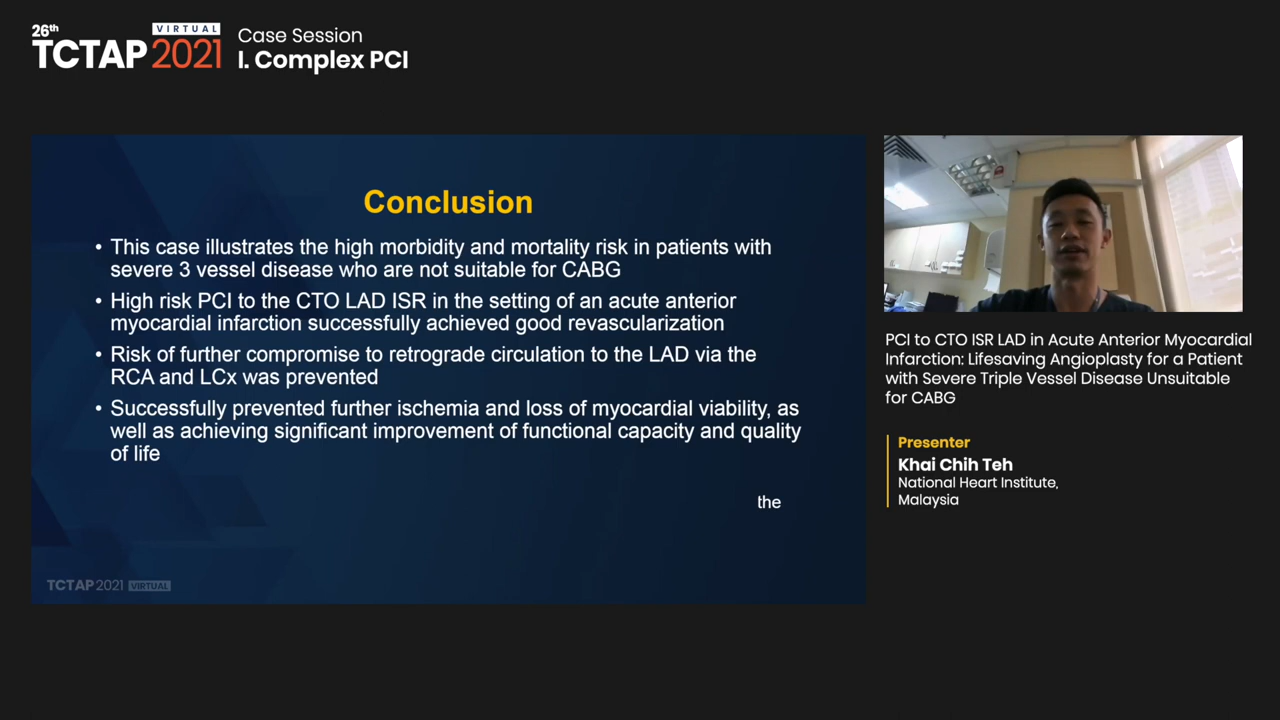 26th
VIRTUAL
TCTAP 2021
Case Session
I. Complex PCI
Conclusion
• This case illustrates the high morbidity and mortality risk in patients with
severe 3 vessel disease who are not suitable for CABG
• High risk PCI to the CTO LAD ISR in the setting of an acute anterior
myocardial infarction successfully achieved good revascularization
• Risk of further compromise to retrograde circulation to the LAD via the
RCA and LCx was prevented
• Successfully prevented further ischemia and loss of myocardial viability, as
well as achieving significant improvement of functional capacity and quality
of life
the
TCTAP 2021 VIRTUAL
PCI to CTO ISR LAD in Acute Anterior Myocardial
Infarction: Lifesaving Angioplasty for a Patient
with Severe Triple Vessel Disease Unsuitable
for CABG
Presenter
Khai Chih Teh
National Heart Institute,
Malaysia